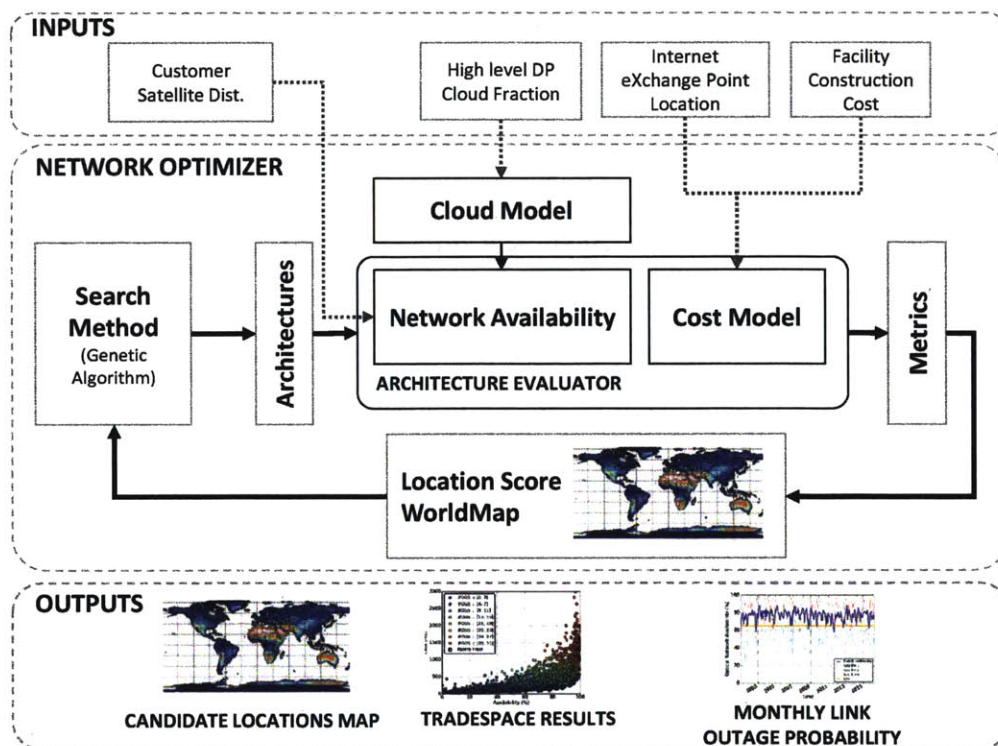 INPUTS
Customer
Satellite Dist.
High level DP
Cloud Fraction
Internet
eXchange Point
Location
Facility
Construction
Cost
NETWORK OPTIMIZER
Cloud Model
Search
Method
(Genetic
Algorithm)
Architectures
Network Availability
Cost Model
ARCHITECTURE EVALUATOR
Metrics
Location Score
WorldMap
OUTPUTS
CANDIDATE LOCATIONS MAP
TRADESPACE RESULTS
MONTHLY LINK
OUTAGE PROBABILITY